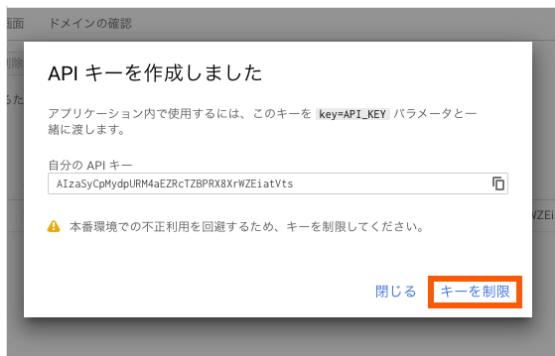 画面 ドメインの確認
削除
API キーを作成しました
アプリケーション内で使用するには、このキーを key=API_KEY パラメータと一
緒に渡します。
自分の API キー
AIzaSyCpMydpURM4aEZRcTZBPRX8XrWZEiatVts
本番環境での不正利用を回避するため、キーを制限してください。
閉じる キーを制限